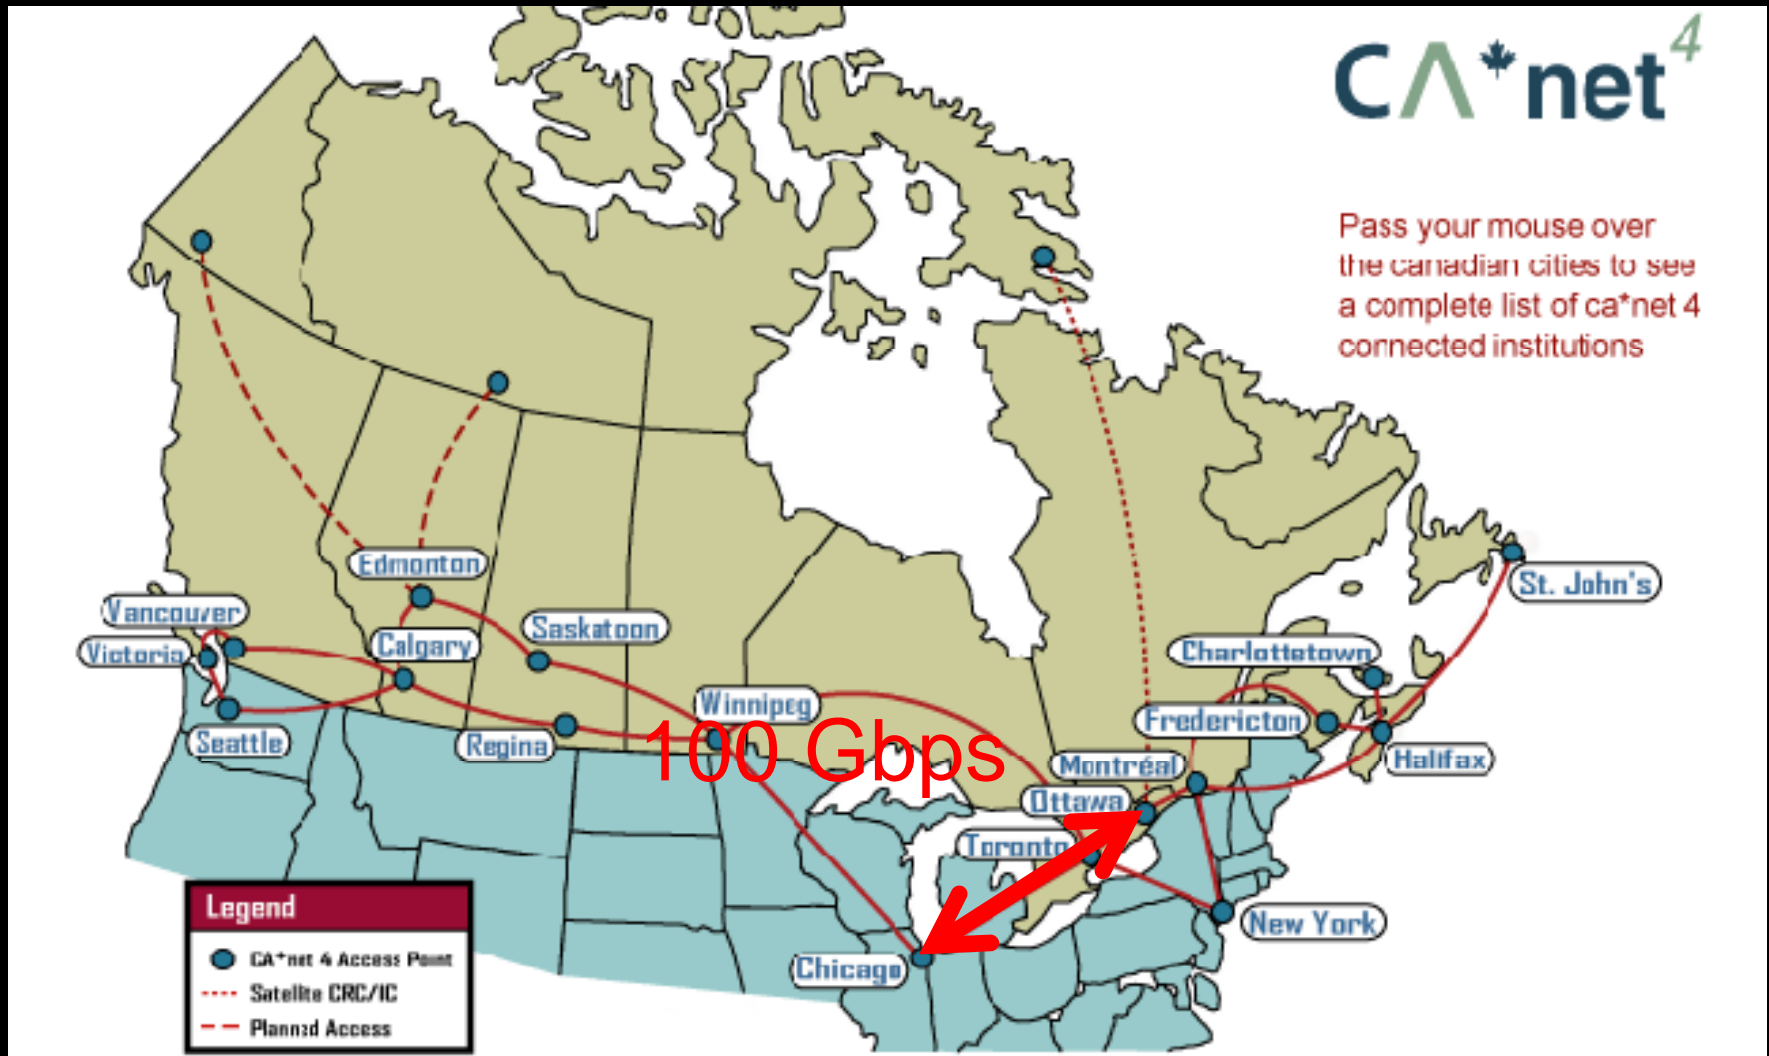 CA*net 4
Pass your mouse over
the canadian cities to see
a complete list of ca*net 4
connected institutions
Edmonton
St. John's
Vancouver
Saskatoon
Calgary
Victoria
Charlottetown
Winnipeg
Fredericton
Seattle
Regina
100 Gbps
Halifax
Montréal
Ottawa
Toronto
Legend
New York
CA*net 4 Access Point
Chicago
Satellite CRC/IC
Planned Access